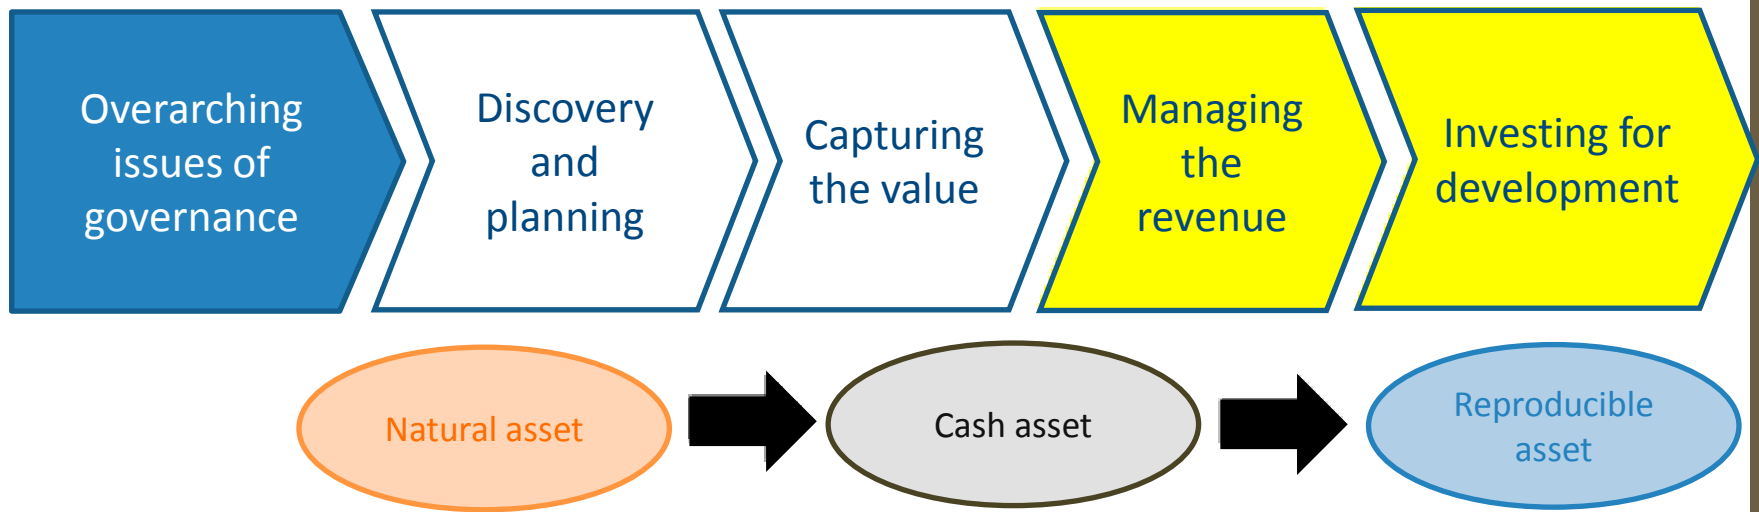 Overarching
issues of
governance
Discovery
and
planning
Capturing
the value
Managing
the
revenue
Investing for
development
Natural asset
Cash asset
Reproducible
asset